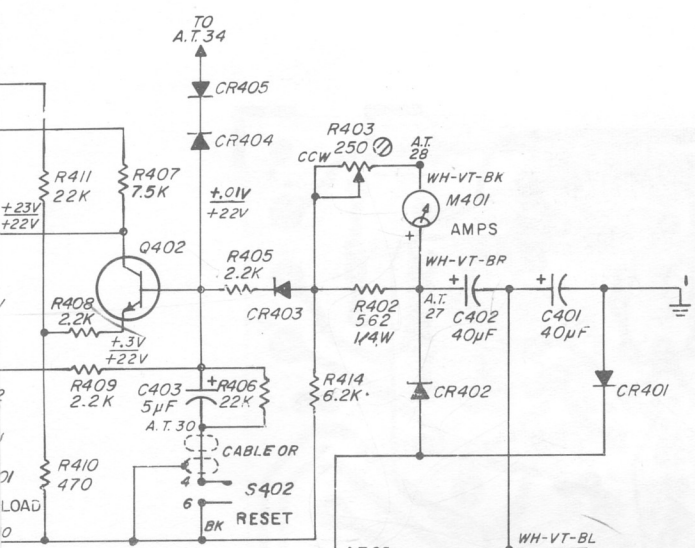 TO
A.T. 34
CR405
CR404
R403
250
CCW
A.T.
28
WH-VT-BK
M401
AMPS
+
WH-VT-BR
R411
22K
R407
7.5K
+.01V
+22V
+23V
+22V
Q402
R405
2.2K
CR403
R402
562
1/4W
A.T.
27
+
C402
40µF
+
C401
40µF
1
R408
2.2K
+.3V
+22V
R409
2.2K
C403
5µF
+
R406
22K
R414
6.2K
CR402
CR401
A.T. 30
CABLE OR
R410
470
4
S402
6
RESET
BK
LOAD
WH-VT-BL